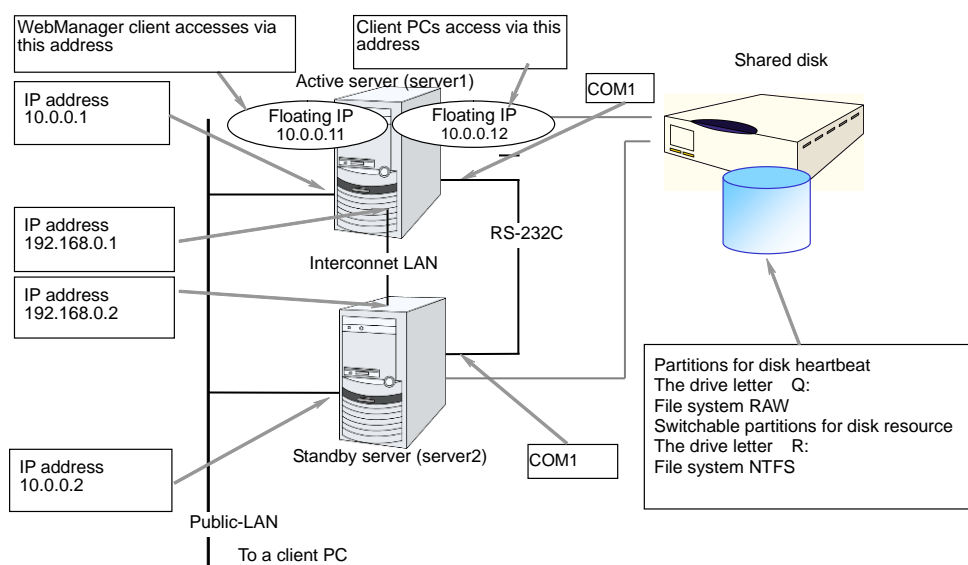 WebManager client accesses via
this address
Client PCs access via this
address
Shared disk
Active server (server1)
COM1
IP address
10.0.0.1
Floating IP
10.0.0.11
Floating IP
10.0.0.12
IP address
192.168.0.1
RS-232C
Interconnet LAN
IP address
192.168.0.2
Partitions for disk heartbeat
The drive letter Q:
File system RAW
Switchable partitions for disk resource
The drive letter R:
File system NTFS
Standby server (server2)
COM1
IP address
10.0.0.2
Public-LAN
To a client PC